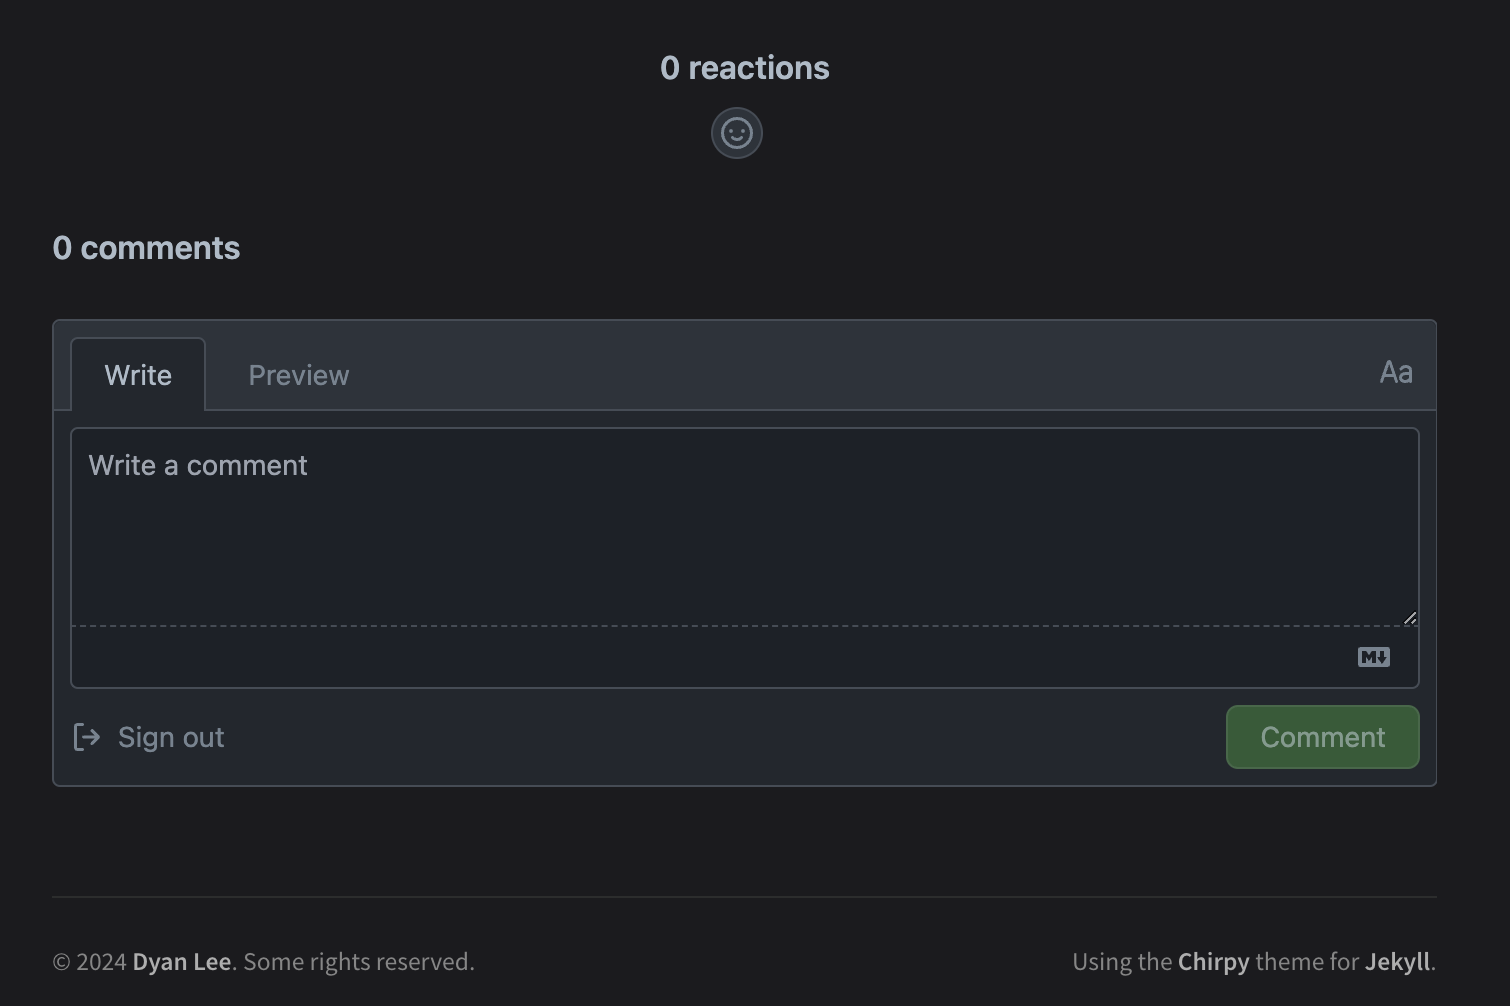 0 reactions
0 comments
Write Preview Aa
Write a comment
M
Sign out Comment
© 2024 Dyan Lee. Some rights reserved. Using the Chirpy theme for Jekyll.